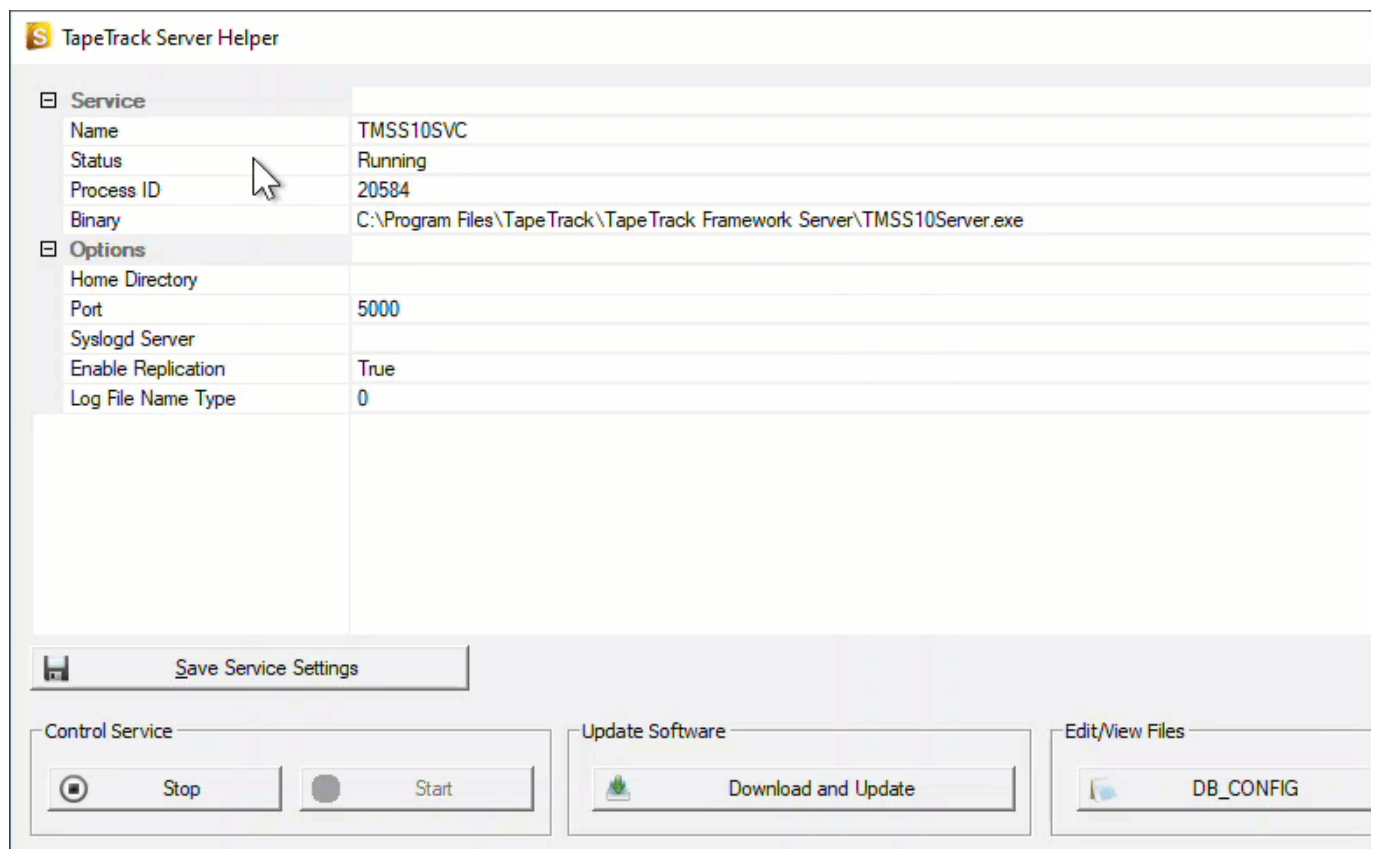 TapeTrack Server Helper
Service
Name TMSS10SVC
Status Running
Process ID 20584
Binary C:\Program Files\TapeTrack\TapeTrack Framework Server\TMSS10Server.exe
Options
Home Directory
Port 5000
Syslogd Server
Enable Replication True
Log File Name Type 0
Save Service Settings
Control Service Update Software Edit/View Files
Stop Start Download and Update DB_CONFIG